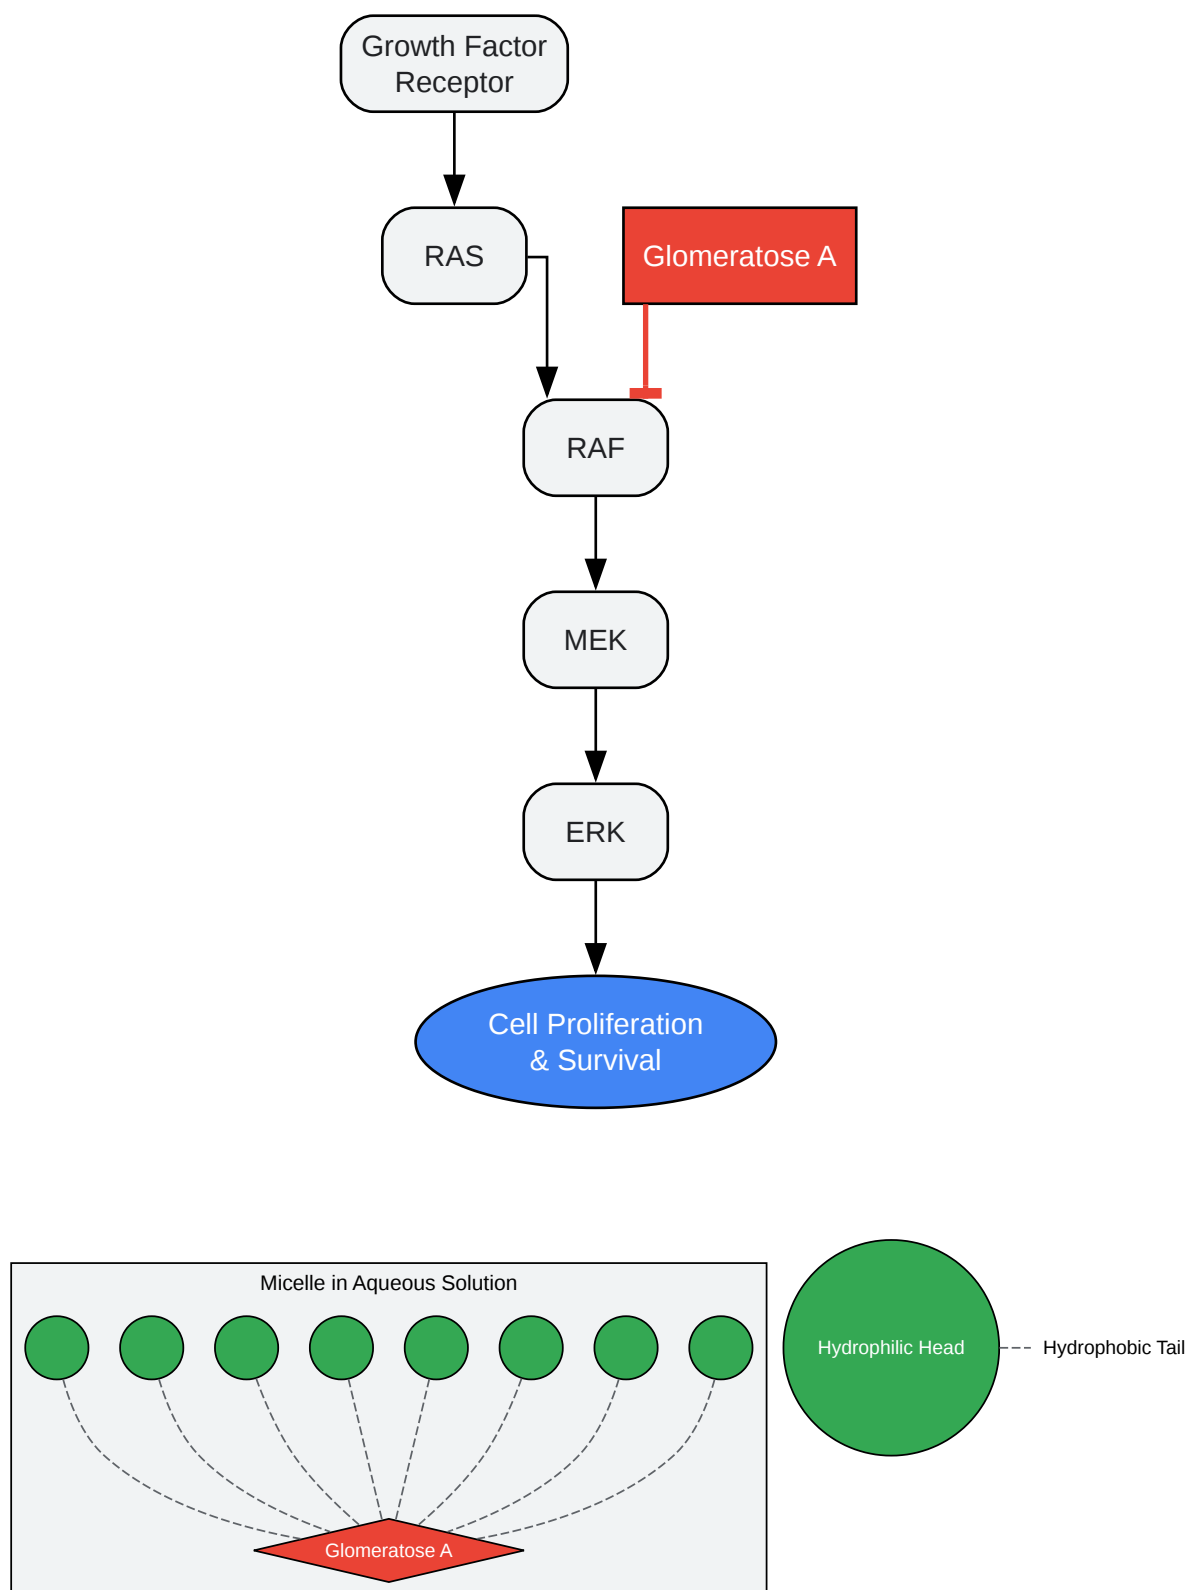 Growth Factor
Receptor
RAS
Glomeratose A
RAF
MEK
ERK
Cell Proliferation
& Survival
Micelle in Aqueous Solution
Hydrophilic Head
Hydrophobic Tail
Glomeratose A